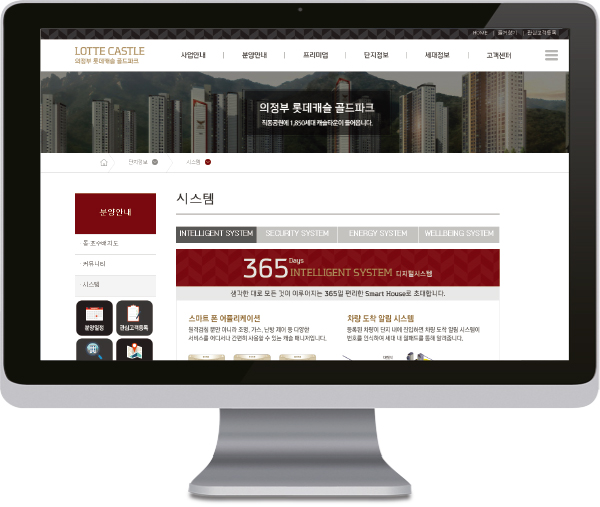 HOME | 즐겨찾기 | 관심고객등록
LOTTE CASTLE
의정부 롯데캐슬 골드파크
사업안내 | 분양안내 | 프리미엄 | 단지정보 | 세대정보 | 고객센터
의정부 롯데캐슬 골드파크
직동공원에 1,850세대 캐슬타운이 들어옵니다.
단지정보
시스템
분양안내
· 동·호수배치도
· 커뮤니티
· 시스템
분양일정
관심고객등록
시스템
INTELLIGENT SYSTEM
SECURITY SYSTEM
ENERGY SYSTEM
WELLBEING SYSTEM
365 Days INTELLIGENT SYSTEM 디지털시스템
생각한 대로 모든 것이 이루어지는 365일 편리한 Smart House로 초대합니다.
스마트 폰 어플리케이션
원격검침 뿐만 아니라 조명, 가스, 난방 제어 등 다양한
서비스를 어디서나 간편히 사용할 수 있는 캐슬 매니저입니다.
차량 도착 알림 시스템
등록된 차량이 단지 내에 진입하면 차량 도착 알림 시스템이
번호를 인식하여 세대 내 월패드를 통해 알려줍니다.